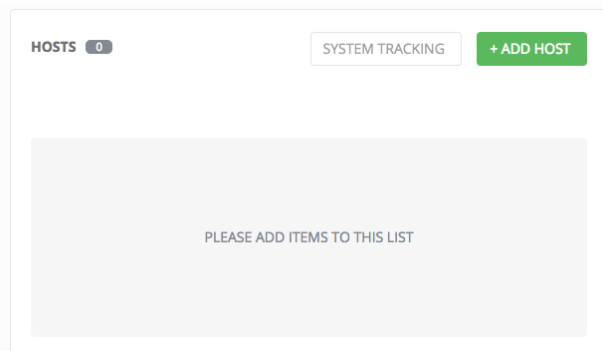 HOSTS 0 SYSTEM TRACKING + ADD HOST
PLEASE ADD ITEMS TO THIS LIST